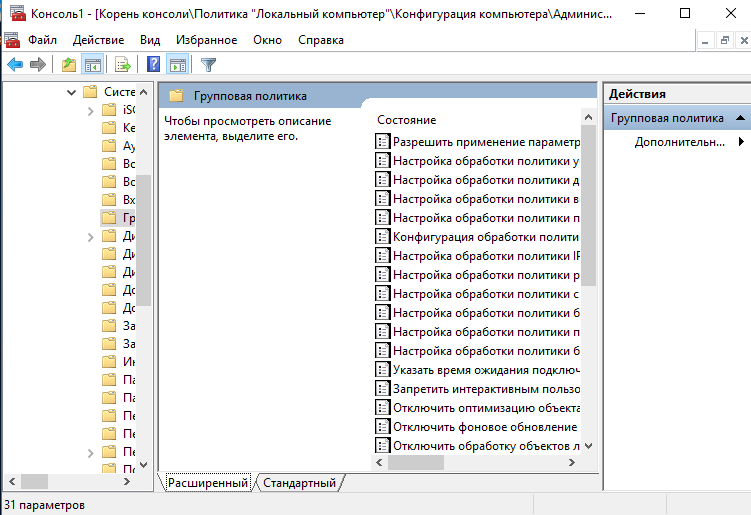 Консоль1 - [Корень консоли\Политика "Локальный компьютер"\Конфигурация компьютера\Админис...
Файл Действие Вид Избранное Окно Справка
Систе
iSC
Ке
Ау
Вс
Вс
Вх
Гр
Ди
Ди
Ди
До
До
За
За
Ин
Па
Па
Пе
Пе
Пе
По
Групповая политика
Чтобы просмотреть описание
элемента, выделите его.
Состояние
Разрешить применение параметр
Настройка обработки политики у
Настройка обработки политики д
Настройка обработки политики в
Настройка обработки политики п
Конфигурация обработки полити
Настройка обработки политики IP
Настройка обработки политики р
Настройка обработки политики с
Настройка обработки политики б
Настройка обработки политики п
Настройка обработки политики б
Указать время ожидания подключ
Запретить интерактивным пользо
Отключить оптимизацию объекта
Отключить фоновое обновление
Отключить обработку объектов л
Расширенный Стандартный
Действия
Групповая политика
Дополнительн...
31 параметров